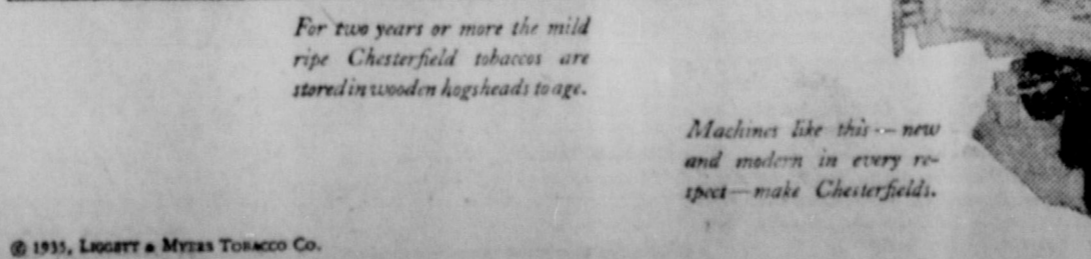 For two years or more the mild
ripe Chesterfield tobaccos are
stored in wooden hogsheads to age.
Machines like this—new
and modern in every re-
spect—make Chesterfields.
© 1935, LIGGETT & MYERS TOBACCO CO.